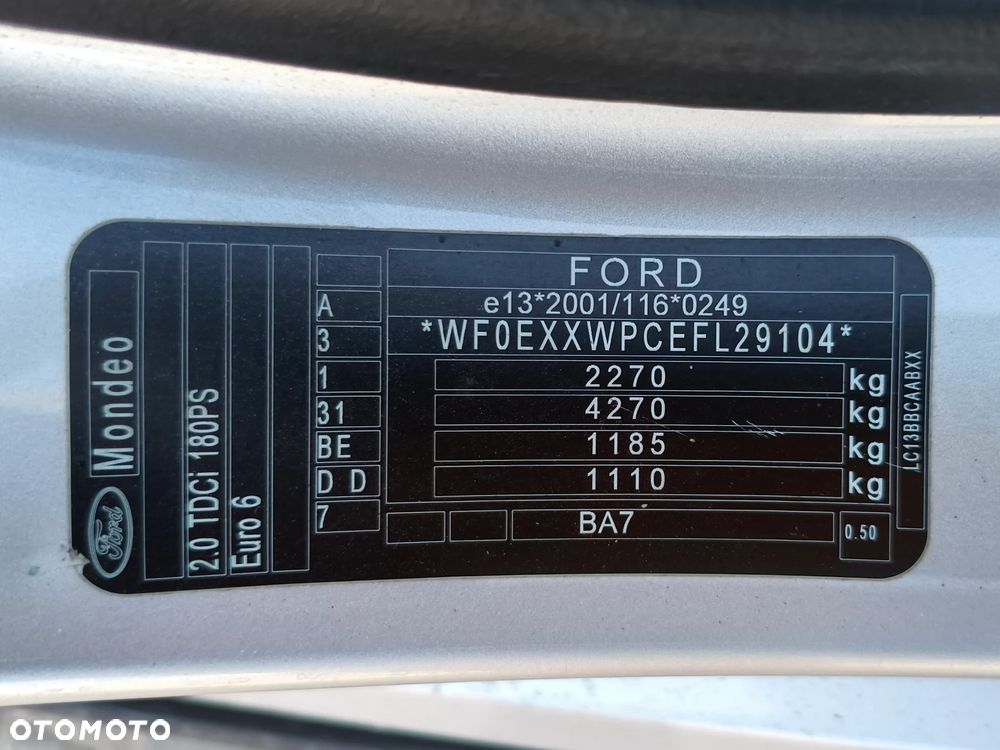 FORD
e13*2001/116*0249
*WF0EXXWPCEFL29104*
2270 kg
4270 kg
1185 kg
1110 kg
BA7
0.50
A
3
1
31
BE
D D
7
Mondeo
Ford
2.0 TDCi 180PS
Euro 6
LC13BBCAABXX
OTOMOTO